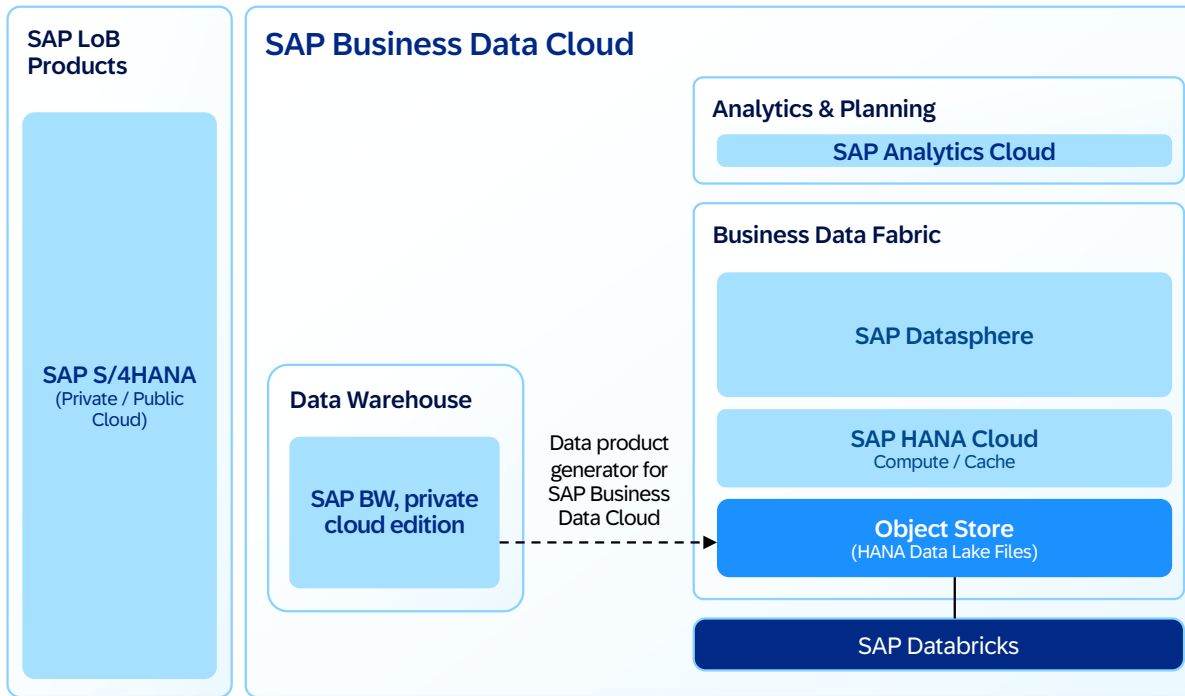 SAP LoB
Products
SAP S/4HANA
(Private / Public
Cloud)
SAP Business Data Cloud
Data Warehouse
SAP BW, private
cloud edition
Data product
generator for
SAP Business
Data Cloud
Analytics & Planning
SAP Analytics Cloud
Business Data Fabric
SAP Datasphere
SAP HANA Cloud
Compute / Cache
Object Store
(HANA Data Lake Files)
SAP Databricks